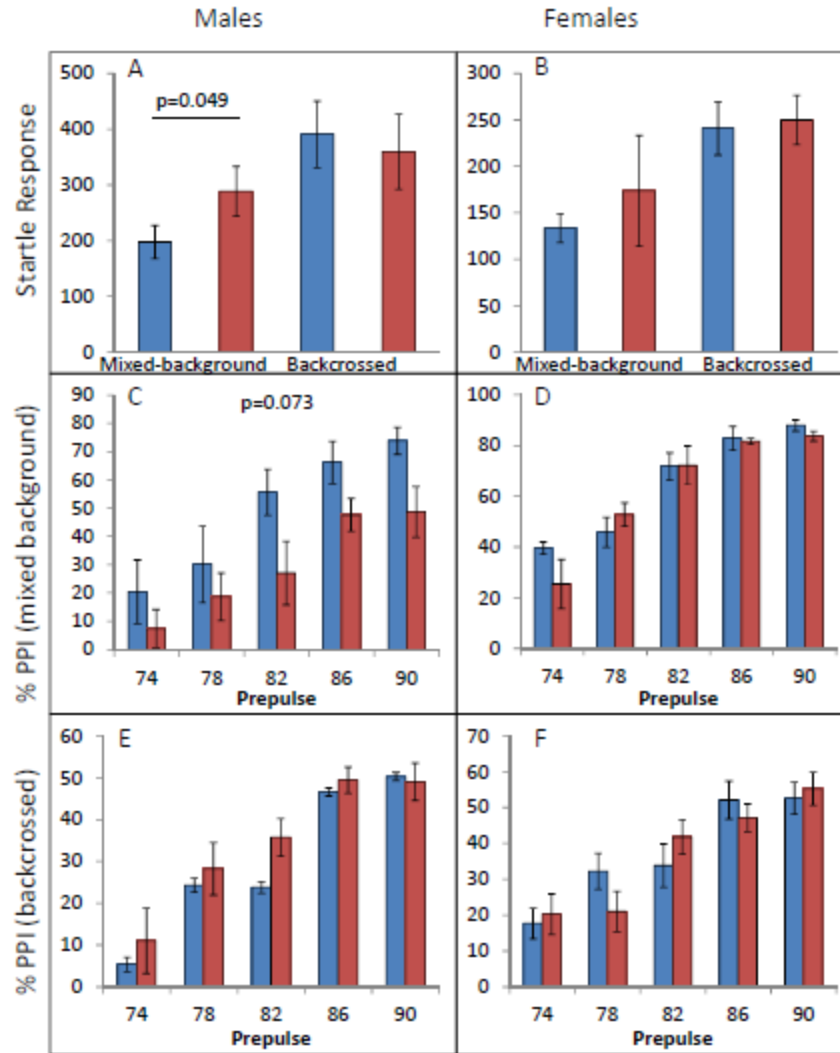 Males Females
Startle Response
A
p=0.049
500
400
300
200
100
0
Mixed-background Backcrossed
B
300
250
200
150
100
50
0
Mixed-background Backcrossed
% PPI (mixed background)
C
p=0.073
90
80
70
60
50
40
30
20
10
0
74 78 82 86 90
Prepulse
D
100
80
60
40
20
0
74 78 82 86 90
Prepulse
% PPI (backcrossed)
E
60
50
40
30
20
10
0
74 78 82 86 90
Prepulse
F
70
60
50
40
30
20
10
0
74 78 82 86 90
Prepulse